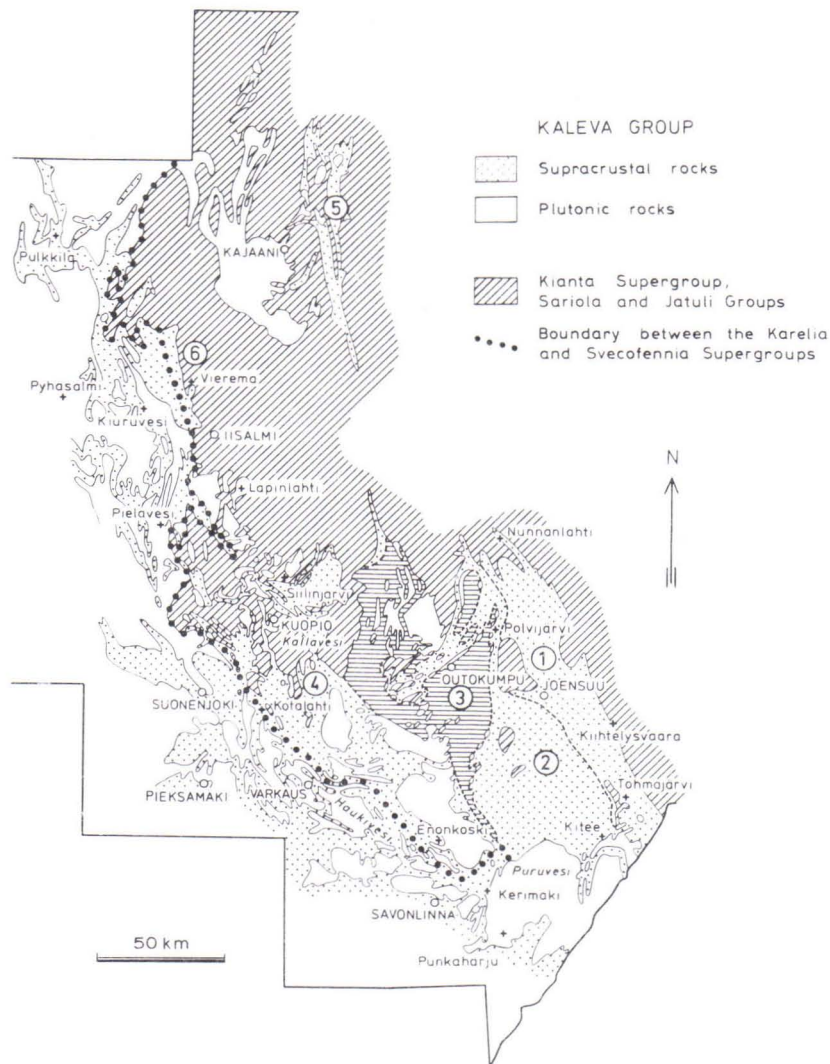 KALEVA GROUP
Supracrustal rocks
Plutonic rocks
Kianta Supergroup,
Sariola and Jatuli Groups
Boundary between the Karelia
and Svecofennia Supergroups
N
5
KAJAANI
Pulkkila
6
Vierema
Pyhasalmi
Kiuruvesi
IISALMI
Lapinlahti
Pielavesi
Nunnanlahti
Siilinjärvi
KUOPIO
Kallavesi
Polvijärvi
1
OUTOKUMPU
JOENSUU
4
3
SUONENJOKI
Kotalahti
Kiihtelysvaara
2
Tohmajärvi
PIEKSAMAKI
VARKAUS
Haukivesi
Enonkoski
Kitee
Puruvesi
Kerimaki
SAVONLINNA
50 km
Punkaharju